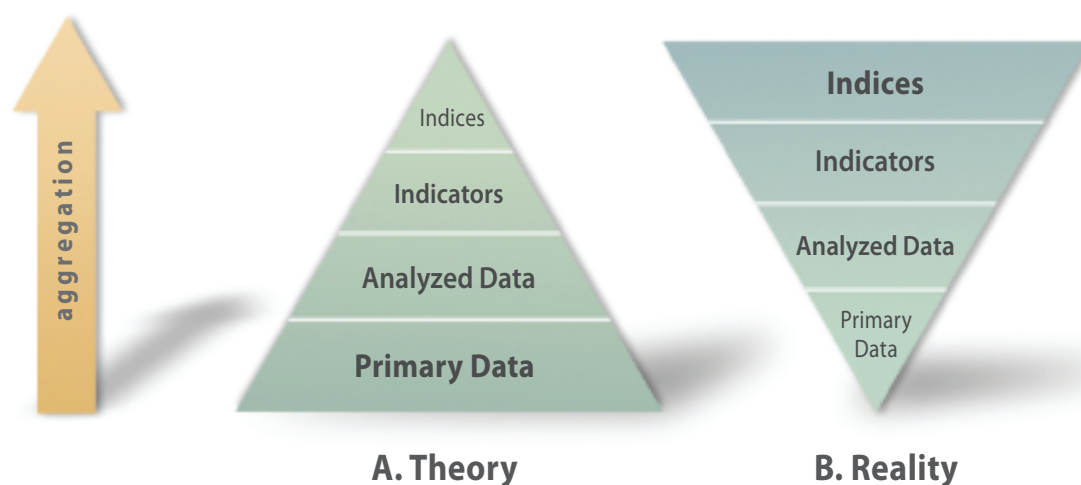 aggregation
Indices
Indicators
Analyzed Data
Primary Data
A. Theory
Indices
Indicators
Analyzed Data
Primary
Data
B. Reality